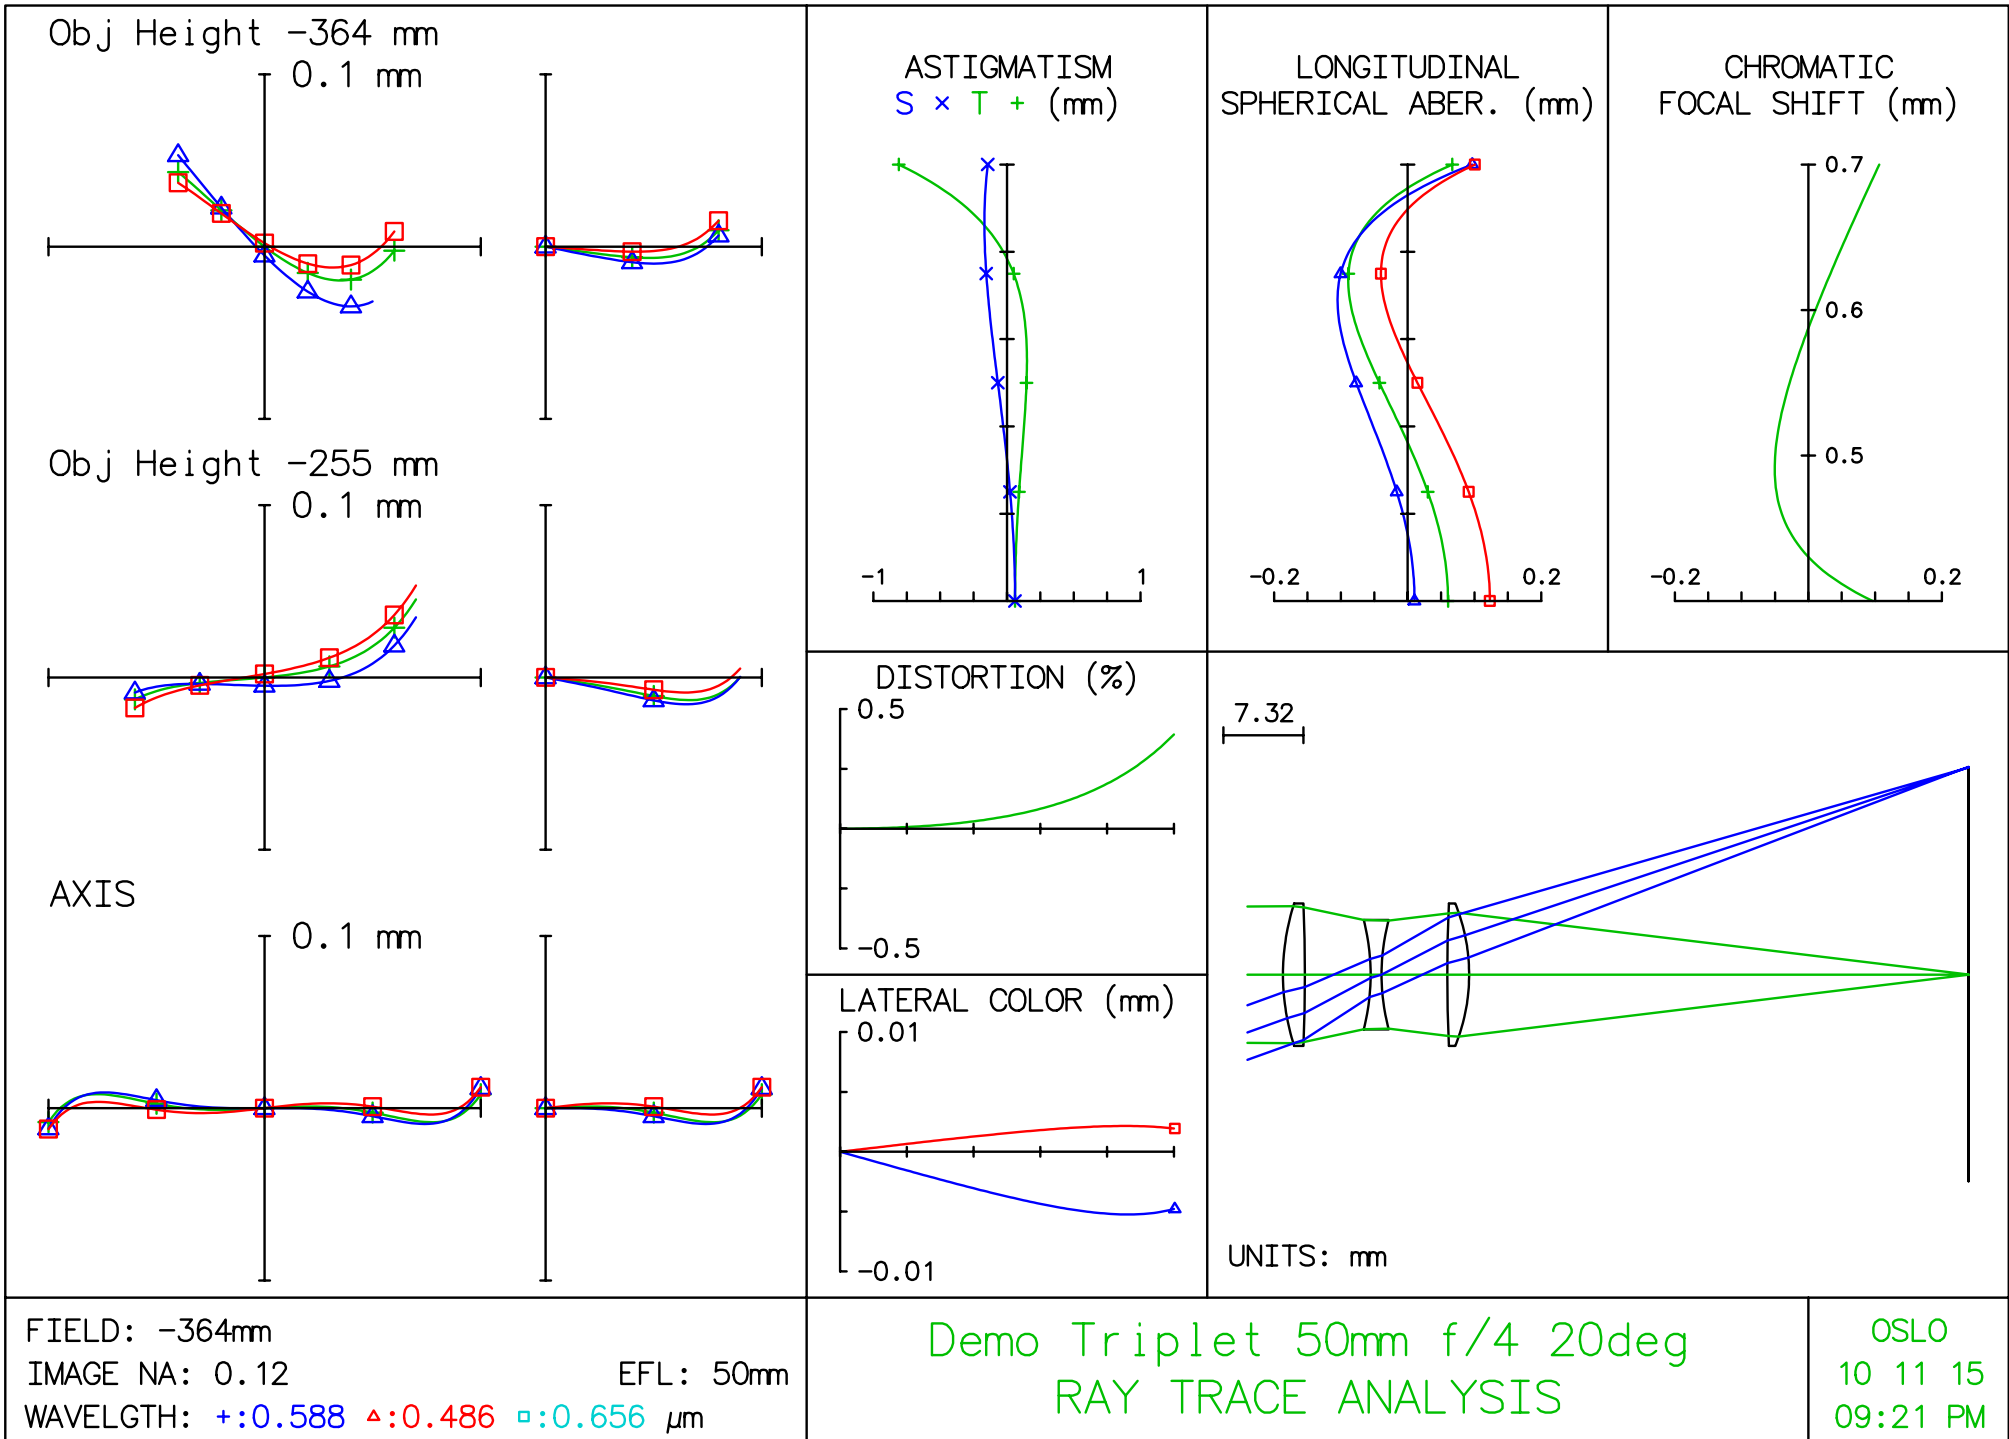 Obj Height -364 mm
0.1 mm
Obj Height -255 mm
0.1 mm
AXIS
0.1 mm
ASTIGMATISM
S × T + (mm)
-1
1
LONGITUDINAL
SPHERICAL ABER. (mm)
-0.2
0.2
CHROMATIC
FOCAL SHIFT (mm)
0.7
0.6
0.5
-0.2
0.2
DISTORTION (%)
0.5
-0.5
LATERAL COLOR (mm)
0.01
-0.01
7.32
UNITS: mm
FIELD: -364mm
IMAGE NA: 0.12
EFL: 50mm
WAVELGTH: +:0.588 △:0.486 □:0.656 μm
Demo Triplet 50mm f/4 20deg
RAY TRACE ANALYSIS
OSLO
10 11 15
09:21 PM